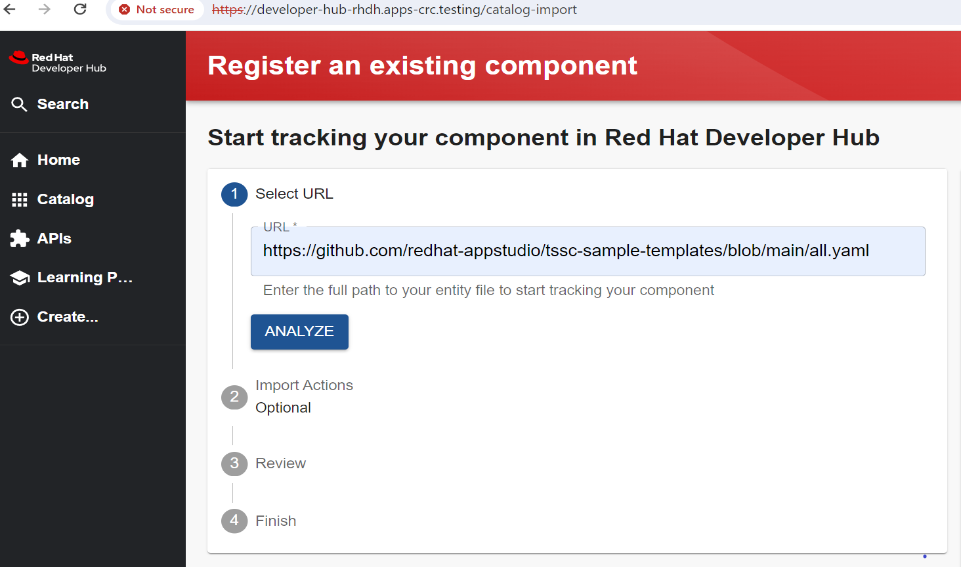 Not secure https://developer-hub-rhdh.apps-crc.testing/catalog-import
Red Hat
Developer Hub
Search
Home
Catalog
APIs
Learning P...
Create...
Register an existing component
Start tracking your component in Red Hat Developer Hub
1 Select URL
URL *
https://github.com/redhat-appstudio/tssc-sample-templates/blob/main/all.yaml
Enter the full path to your entity file to start tracking your component
ANALYZE
2 Import Actions
Optional
3 Review
4 Finish